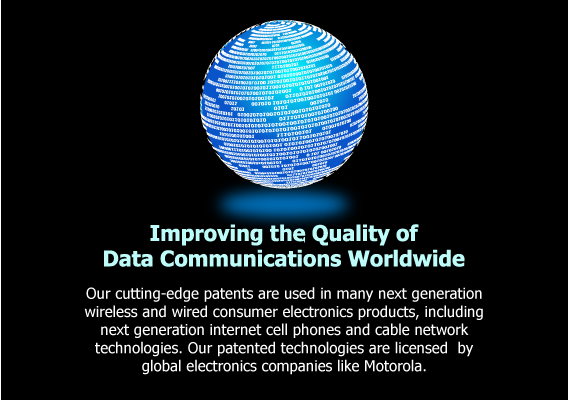 Improving the Quality of
Data Communications Worldwide
Our cutting-edge patents are used in many next generation
wireless and wired consumer electronics products, including
next generation internet cell phones and cable network
technologies. Our patented technologies are licensed  by
global electronics companies like Motorola.